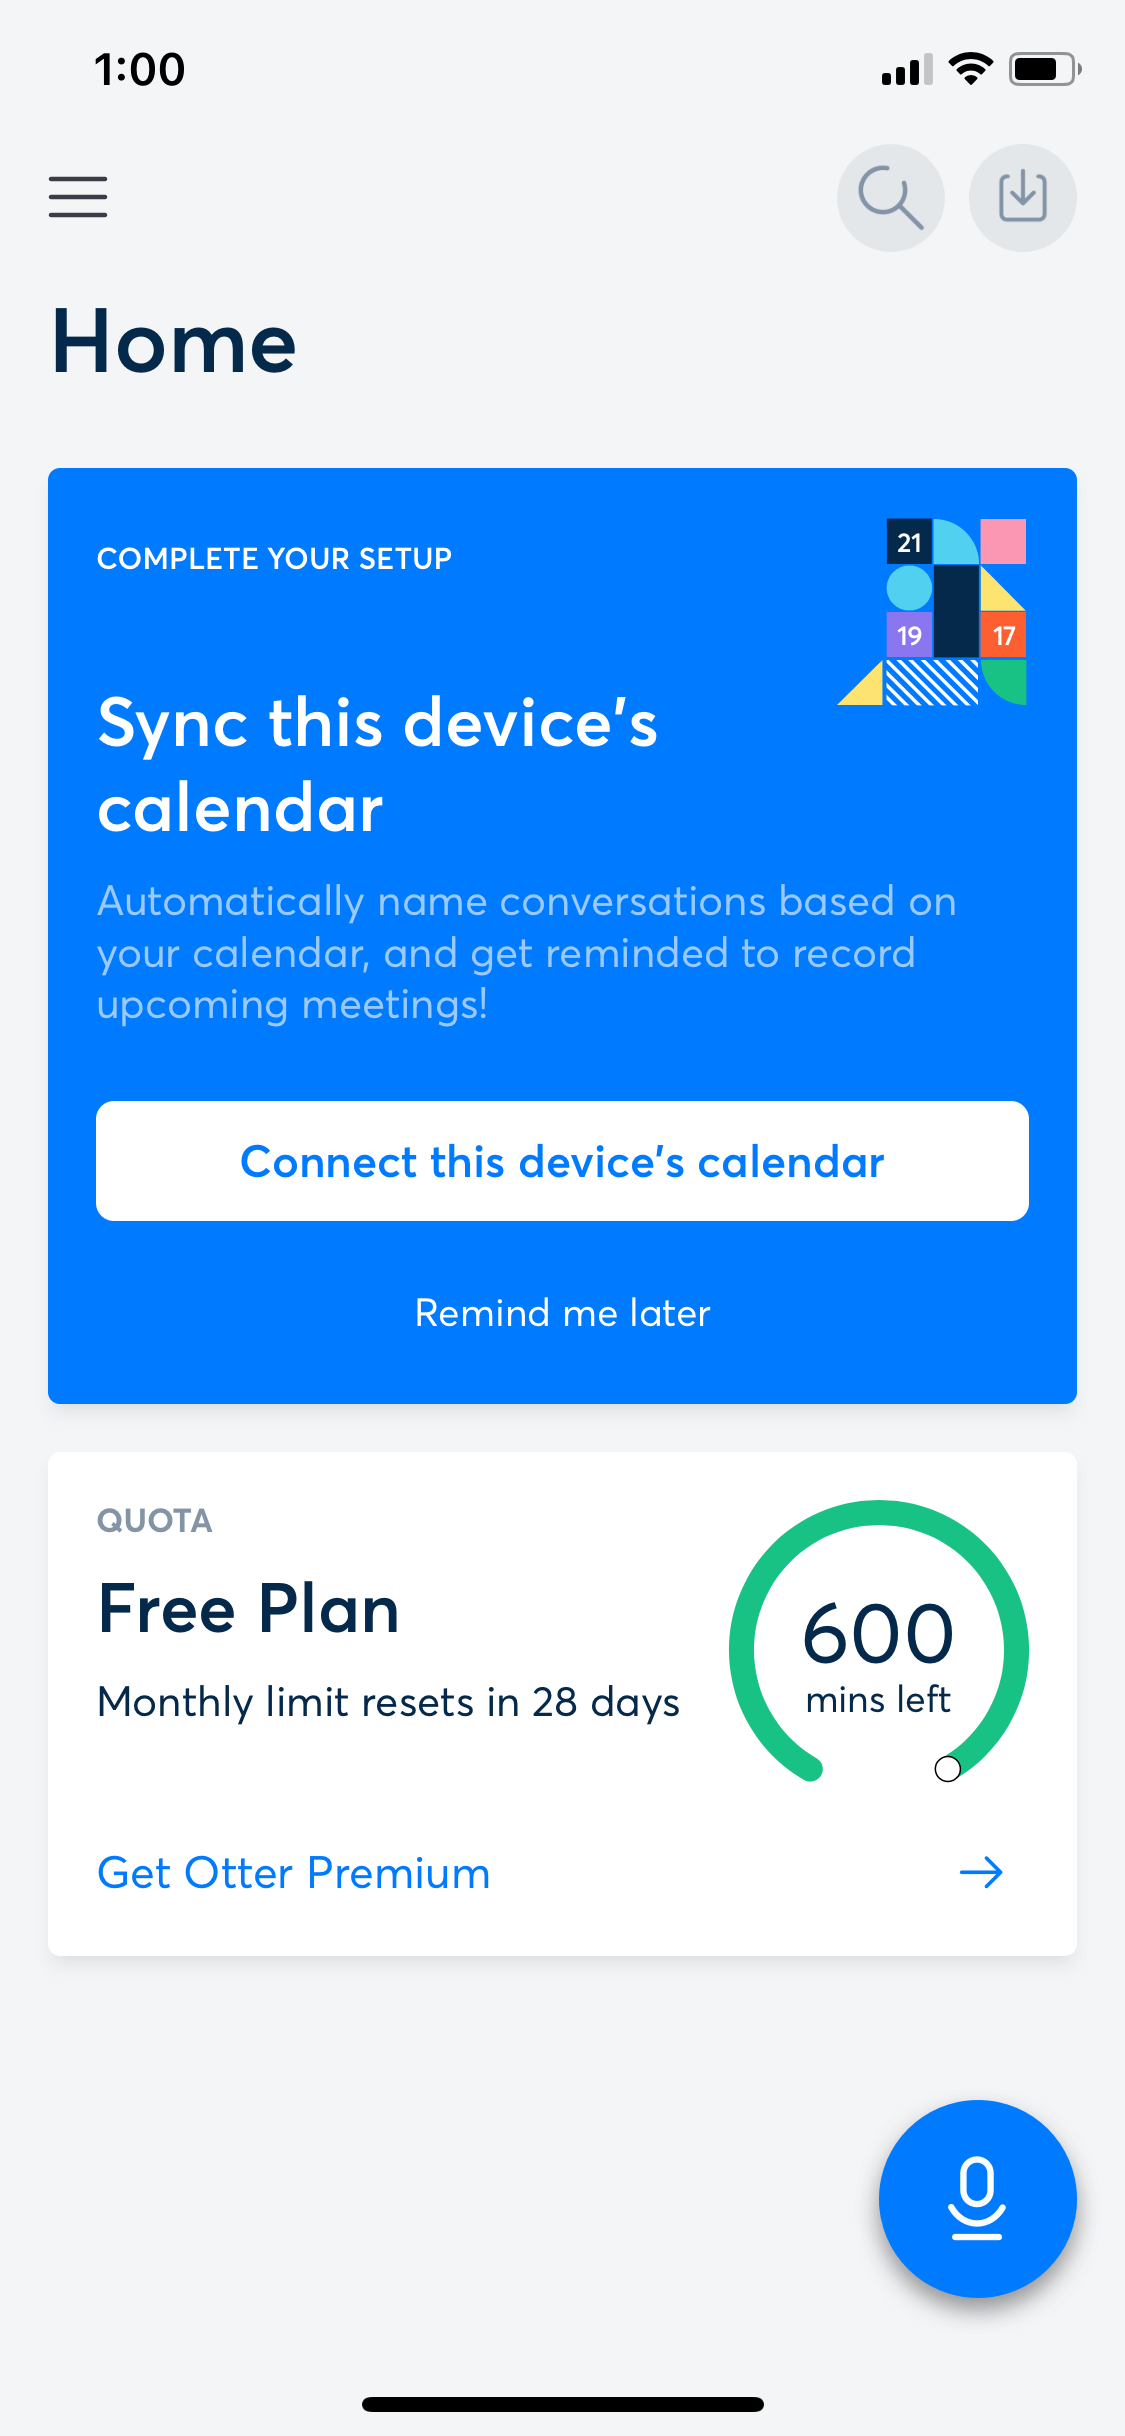 1:00
Home
COMPLETE YOUR SETUP
21
19
17
Sync this device's
calendar
Automatically name conversations based on
your calendar, and get reminded to record
upcoming meetings!
Connect this device's calendar
Remind me later
QUOTA
Free Plan
Monthly limit resets in 28 days
600
mins left
Get Otter Premium